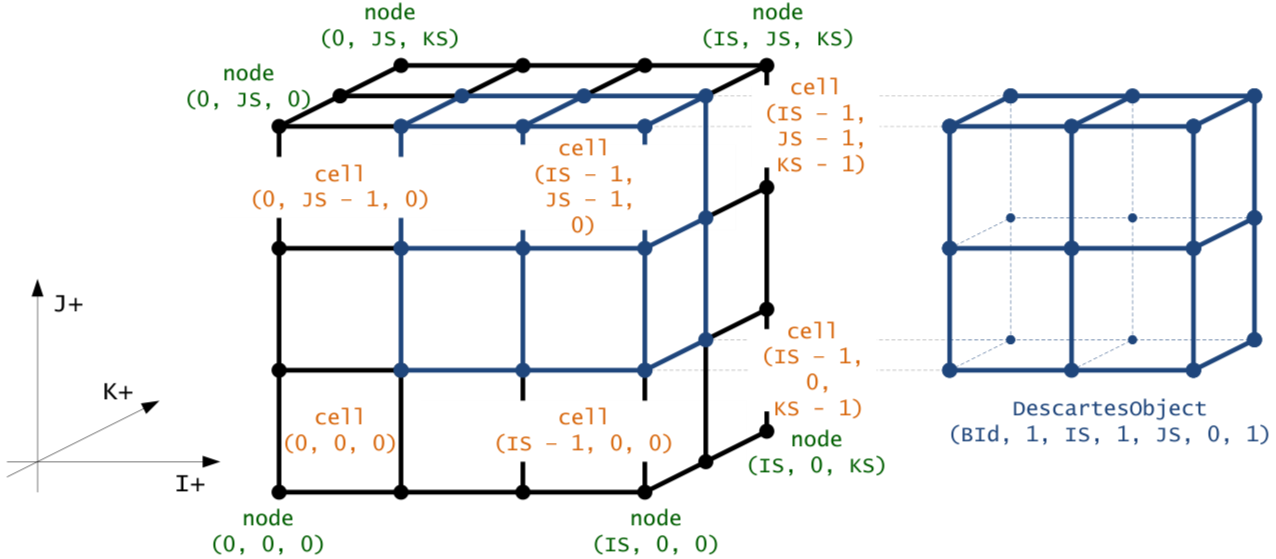 node
(0, JS, KS)
node
(IS, JS, KS)
node
(0, JS, 0)
cell
(IS - 1,
JS - 1,
KS - 1)
cell
(0, JS - 1, 0)
cell
(IS - 1,
JS - 1,
0)
J+
K+
I+
cell
(IS - 1,
0,
KS - 1)
cell
(0, 0, 0)
cell
(IS - 1, 0, 0)
node
(IS, 0, KS)
node
(0, 0, 0)
node
(IS, 0, 0)
DescartesObject
(BId, 1, IS, 1, JS, 0, 1)